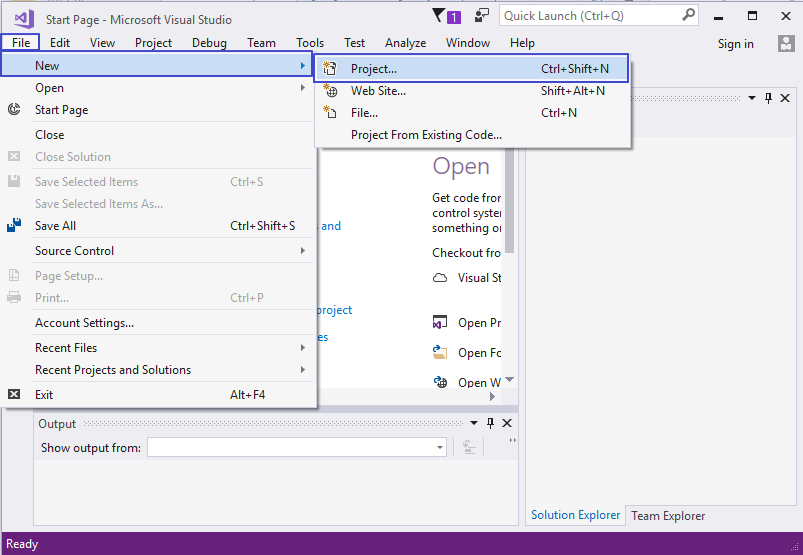 Start Page - Microsoft Visual Studio
1
Quick Launch (Ctrl+Q)
File Edit View Project Debug Team Tools Test Analyze Window Help Sign in
New
Project... Ctrl+Shift+N
Web Site... Shift+Alt+N
File... Ctrl+N
Project From Existing Code...
Open
Start Page
Close
Close Solution
Save Selected Items Ctrl+S
Save Selected Items As...
Save All Ctrl+Shift+S
Source Control
Page Setup...
Print... Ctrl+P
Account Settings...
Recent Files
Recent Projects and Solutions
Exit Alt+F4
s and
project
es
Open
Get code from
control system
something on
Checkout from
Visual St
Open Pr
Open Fo
Open W
Output
Show output from:
Solution Explorer Team Explorer
Ready